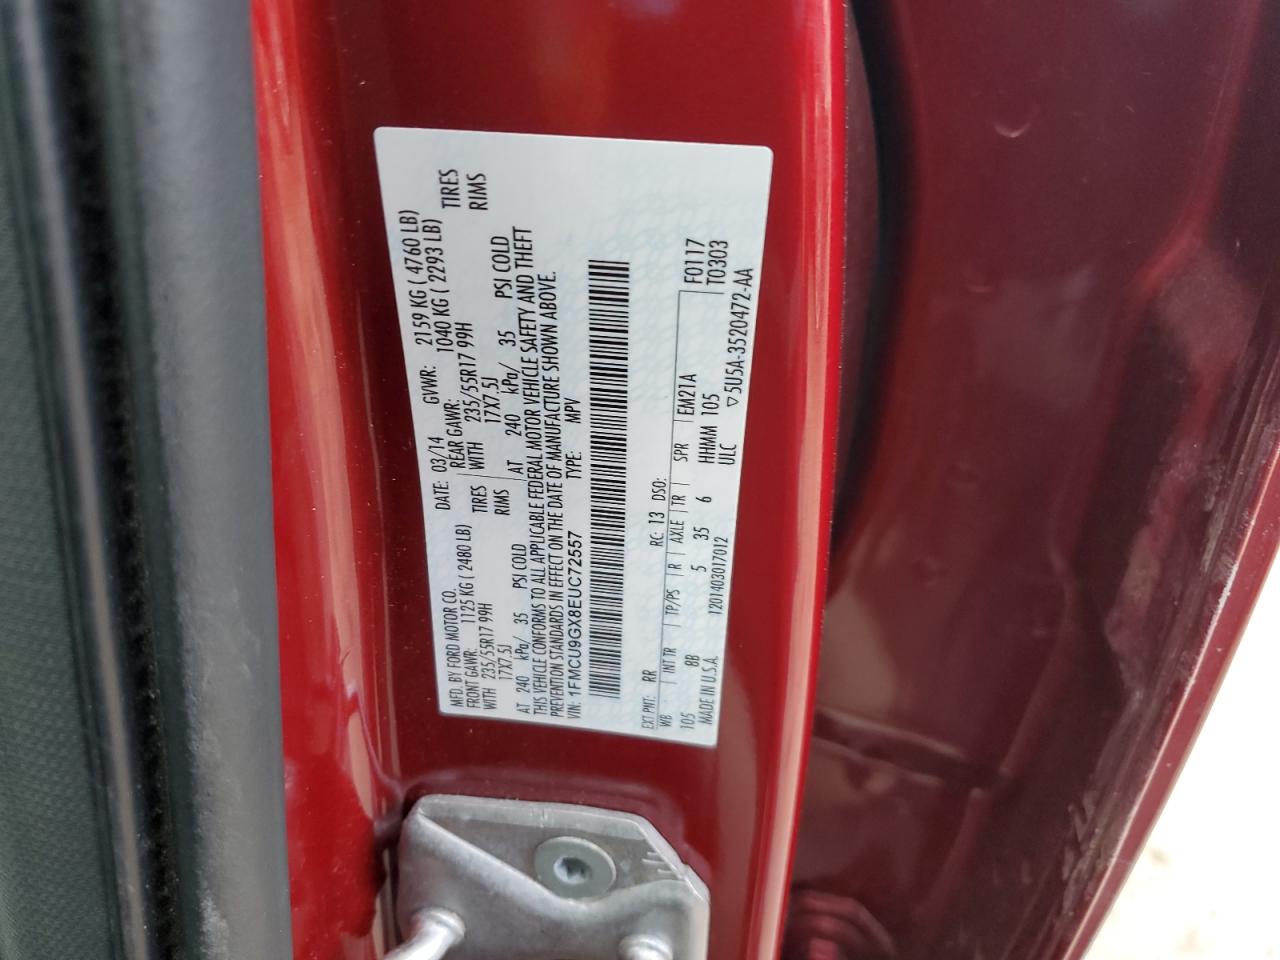 MFD. BY FORD MOTOR CO. DATE: 03/14 GVWR: 2159 KG ( 4760 LB)
FRONT GAWR: 1125 KG ( 2480 LB) REAR GAWR: 1040 KG ( 2293 LB)
WITH 235/55R17 99H TIRES WITH 235/55R17 99H TIRES
17X7.5J RIMS 17X7.5J RIMS
AT 240 kPa/ 35 PSI COLD AT 240 kPa/ 35 PSI COLD
THIS VEHICLE CONFORMS TO ALL APPLICABLE FEDERAL MOTOR VEHICLE SAFETY AND THEFT
PREVENTION STANDARDS IN EFFECT ON THE DATE OF MANUFACTURE SHOWN ABOVE.
VIN: 1FMCU9GX8EUC72557 TYPE: MPV
EXT PNT: RR RC: 13 DSO: F0117
WB INT TR TP/PS R AXLE TR SPR EM21A T0303
105 8B 5 35 6 HHMM 105
MADE IN U.S.A. 1201403017012 ULC ▽5U5A-3520472-AA